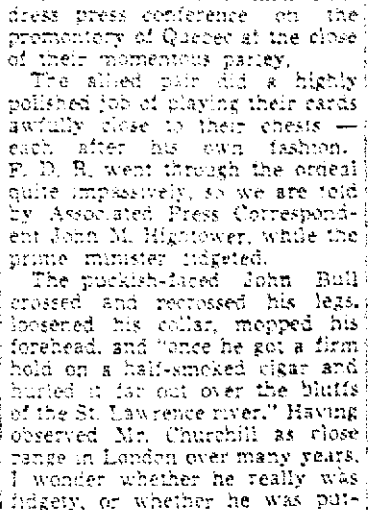 dress press conference on the
promontory of Quebec at the close
of their momentous parley.
The allied pair did a highly
polished job of playing their cards
awfully close to their chests —
each after his own fashion.
F. D. R. went through the ordeal
quite impassively, so we are told
by Associated Press Correspond-
ent John M. Hightower, while the
prime minister fidgeted.
The puckish-faced John Bull
crossed and recrossed his legs,
loosened his collar, mopped his
forehead, and "once he got a firm
hold on a half-smoked cigar and
hurled it far out over the bluffs
of the St. Lawrence river." Having
observed Mr. Churchill at close
range in London over many years,
I wonder whether he really was
fidgety, or whether he was put-